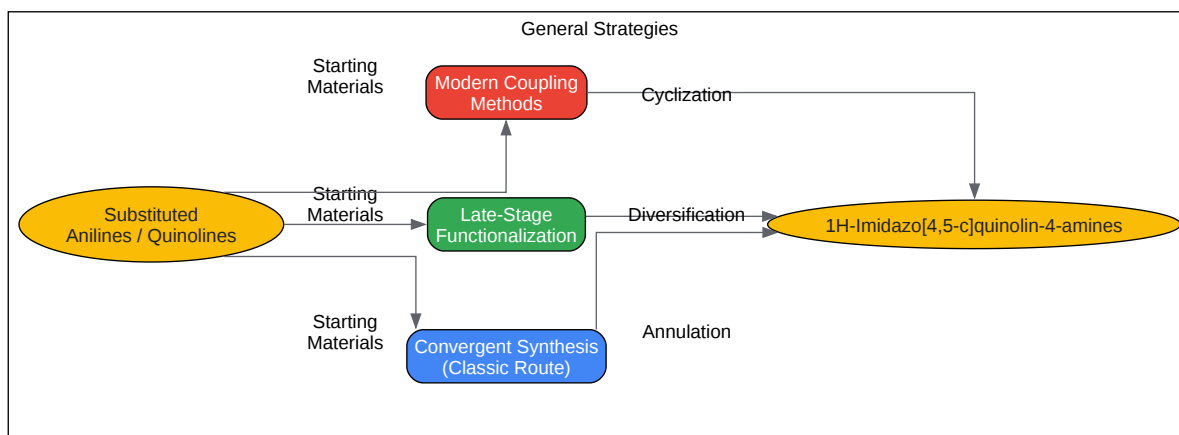 General Strategies
Starting
Materials
Modern Coupling
Methods
Cyclization
Substituted
Anilines / Quinolines
Starting
Materials
Late-Stage
Functionalization
Diversification
1H-Imidazo[4,5-c]quinolin-4-amines
Starting
Materials
Convergent Synthesis
(Classic Route)
Annulation